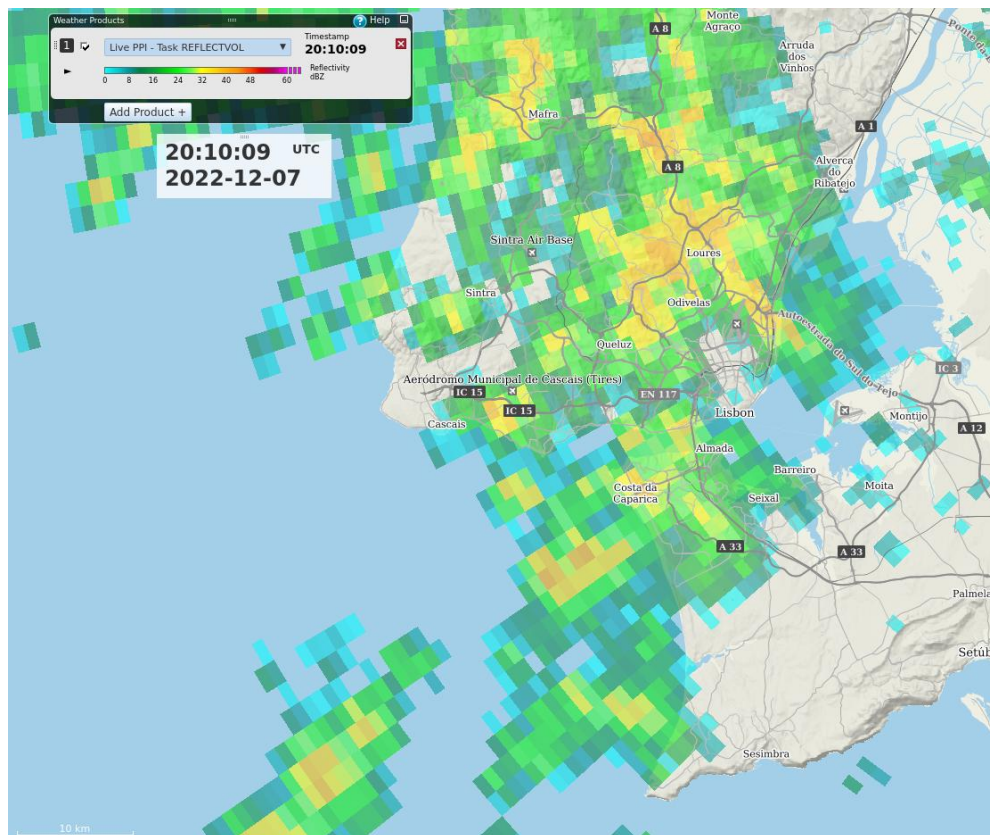 Weather Products
Help
1
Live PPI - Task REFLECTVOL
Timestamp
20:10:09
0 8 16 24 32 40 48 60
Reflectivity
dBZ
Add Product +
20:10:09 UTC
2022-12-07
Monte
Agraço
A 8
Arruda
dos
Vinhos
Mafra
A 1
A 8
Alverca
do
Ribatejo
Sintra Air Base
Loures
Sintra
Odivelas
Autoestrada do Sul do Tejo
Queluz
IC 3
Aeródromo Municipal de Cascais (Tires)
IC 15
EN 117
IC 15
Lisbon
Montijo
Cascais
A 12
Almada
Barreiro
Costa da
Caparica
Seixal
Moita
A 33
A 33
Palmela
Setúb
Sesimbra
10 km